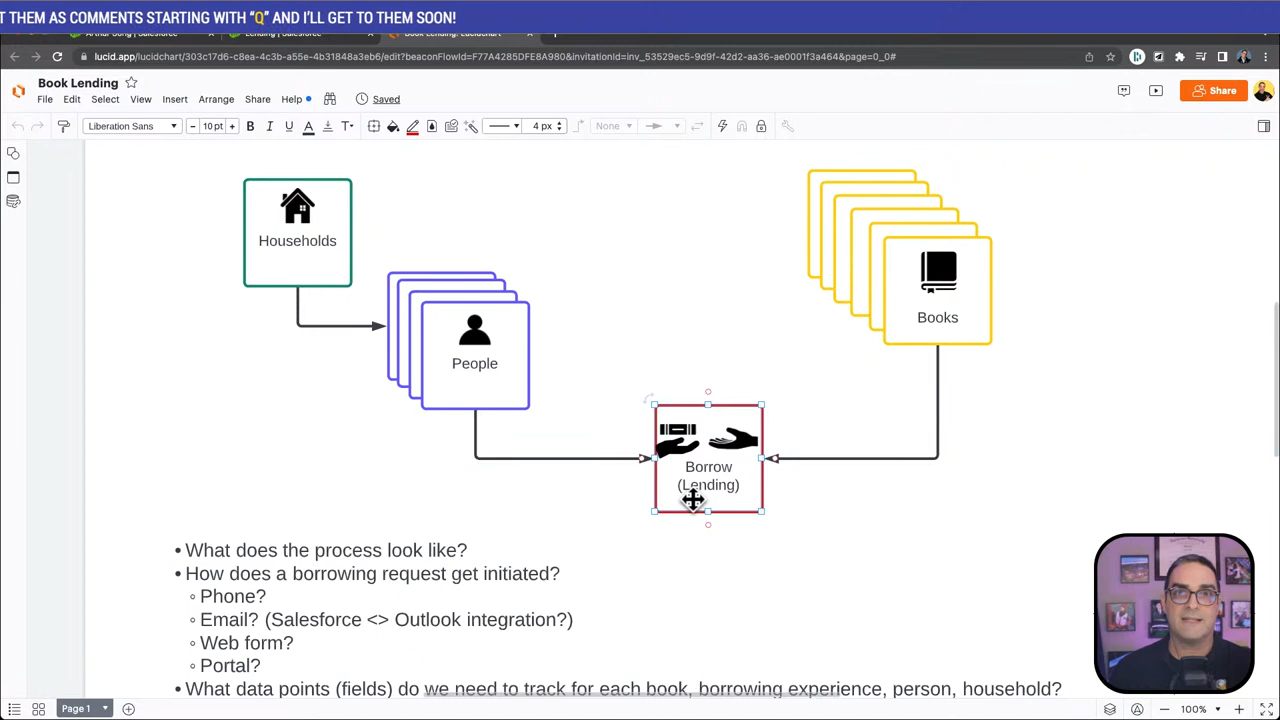 T THEM AS COMMENTS STARTING WITH “Q” AND I’LL GET TO THEM SOON!
lucid.app/lucidchart/303c17d6-c8ea-4c3b-a55e-4b31848a3eb6/edit?beaconFlowId=F77A4285DFE8A980&invitationId=inv_53529ec5-9d9f-42d2-aa36-ae0001f3a464&page=0_0#
Book Lending
File Edit Select View Insert Arrange Share Help Saved
Share
Liberation Sans 10 pt B I U A T 4 px None
Households
Books
People
Borrow
(Lending)
• What does the process look like?
• How does a borrowing request get initiated?
◦ Phone?
◦ Email? (Salesforce <> Outlook integration?)
◦ Web form?
◦ Portal?
• What data points (fields) do we need to track for each book, borrowing experience, person, household?
Page 1
100%